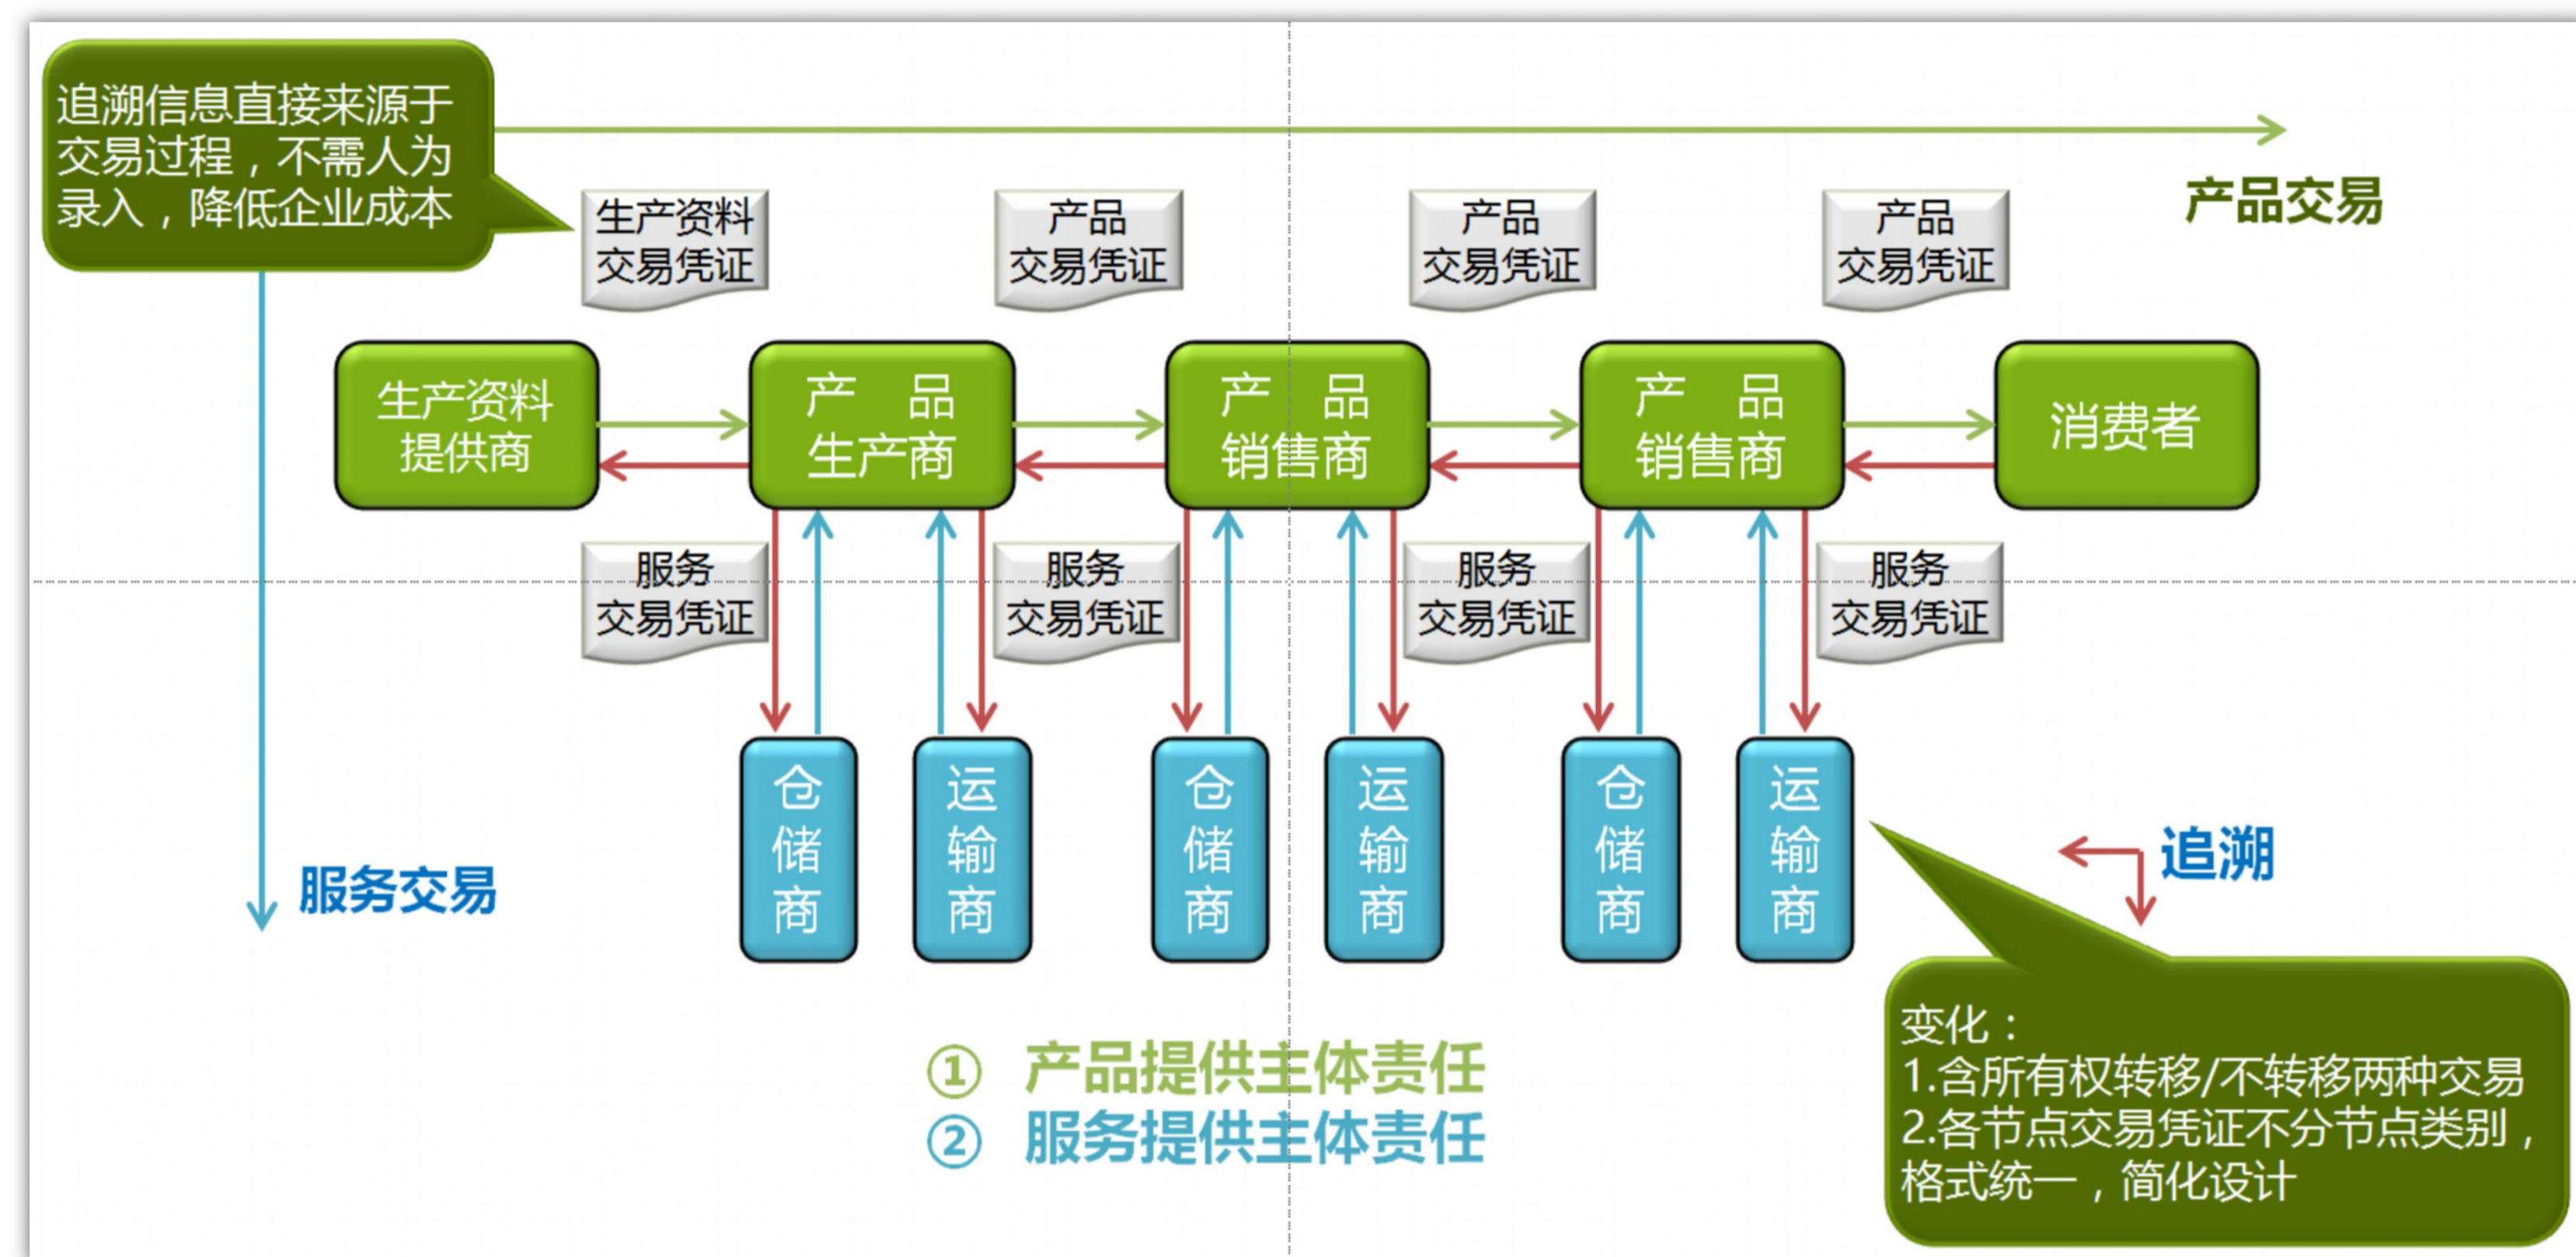 追溯信息直接来源于
交易过程，不需人为
录入，降低企业成本
产品交易
生产资料
交易凭证
产品
交易凭证
产品
交易凭证
产品
交易凭证
生产资料
提供商
产 品
生产商
产 品
销售商
产 品
销售商
消费者
服务
交易凭证
服务
交易凭证
服务
交易凭证
服务
交易凭证
服务交易
仓储商
运输商
仓储商
运输商
仓储商
运输商
追溯
变化：
1.含所有权转移/不转移两种交易
2.各节点交易凭证不分节点类别，
格式统一，简化设计
① 产品提供主体责任
② 服务提供主体责任